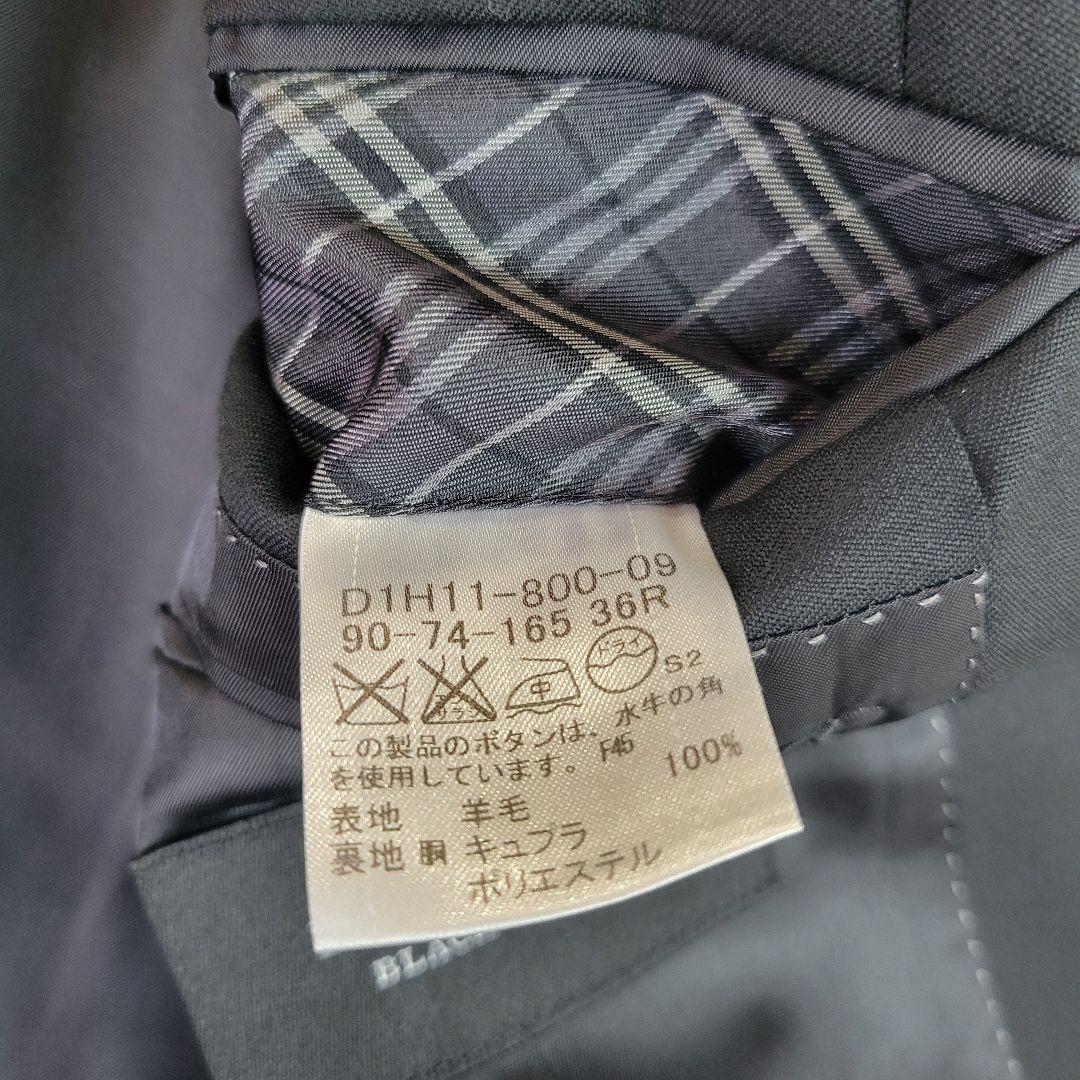 D1H11-800-09
90-74-165 36R
ドライ
中
S2
この製品のボタンは、水牛の角
を使用しています。 F45
表地 羊毛 100%
裏地 胴 キュプラ
ポリエステル